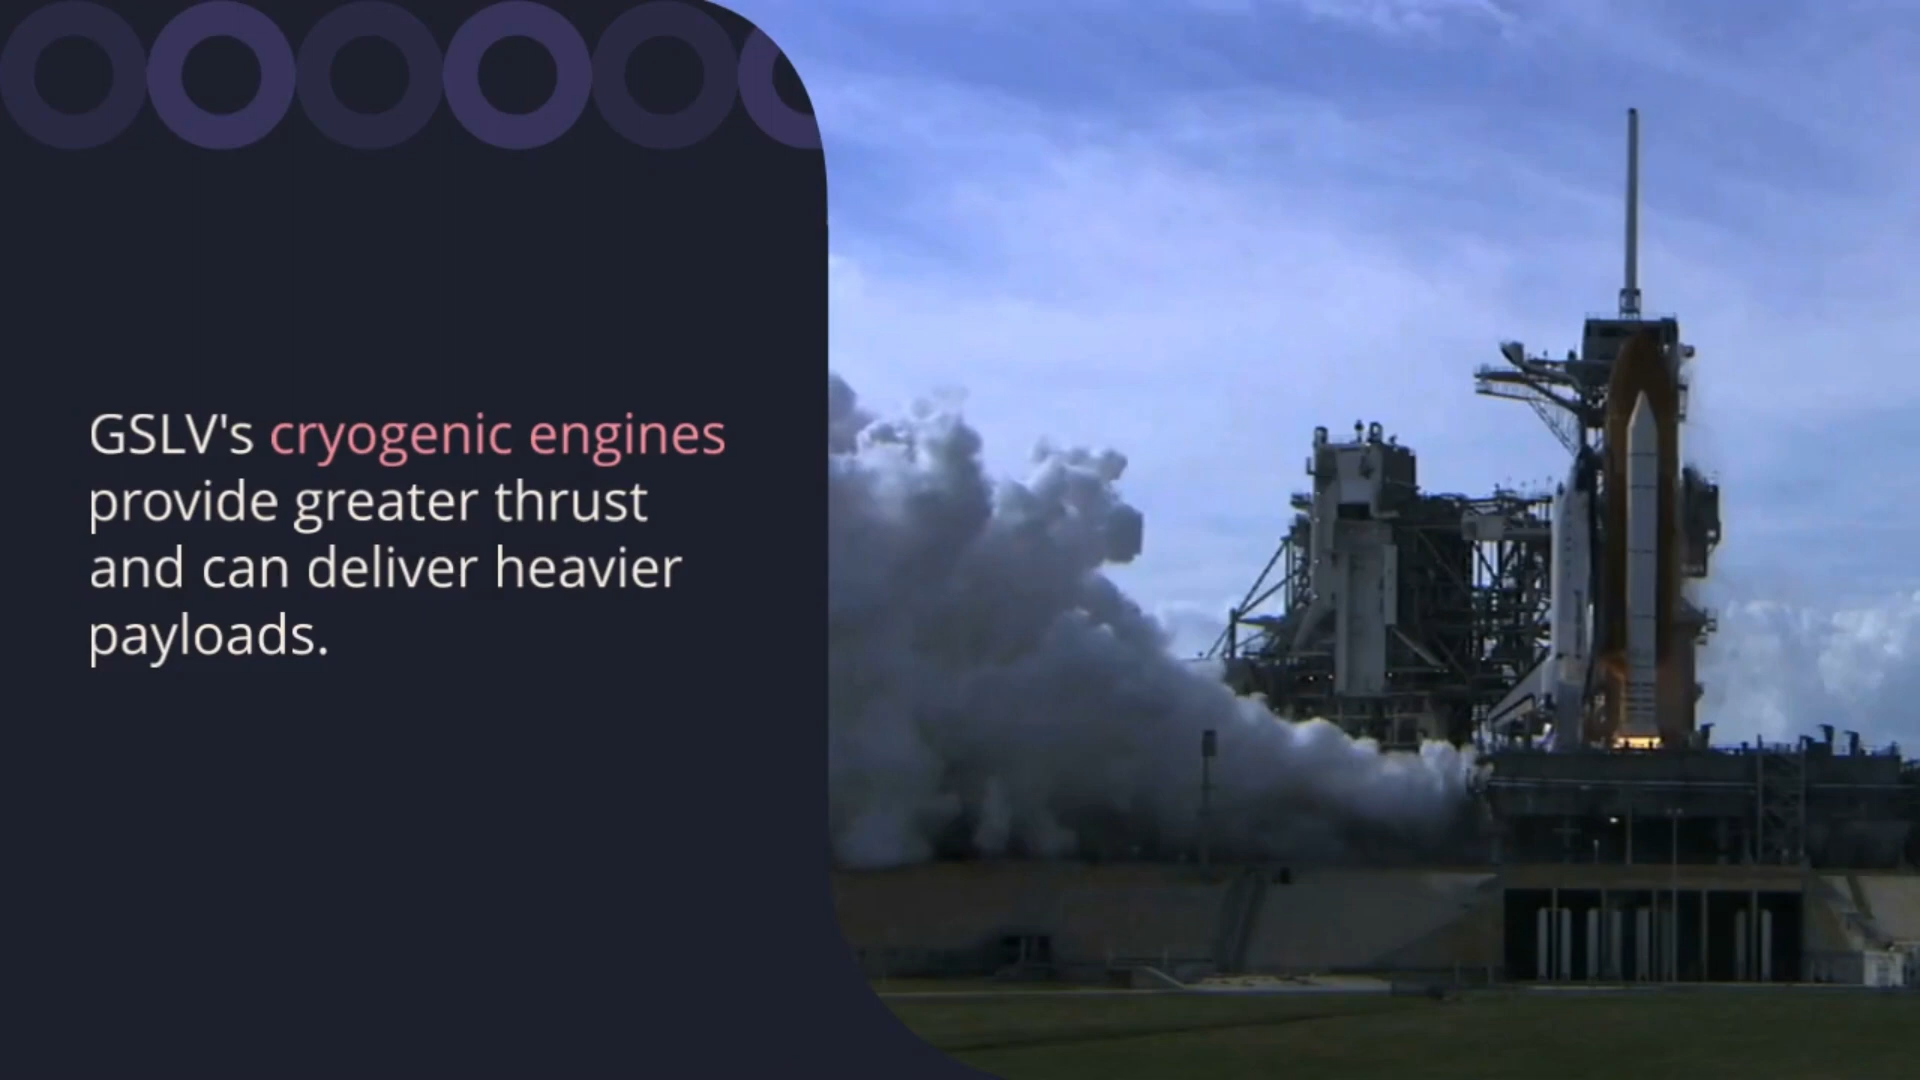 GSLV's cryogenic engines
provide greater thrust
and can deliver heavier
payloads.